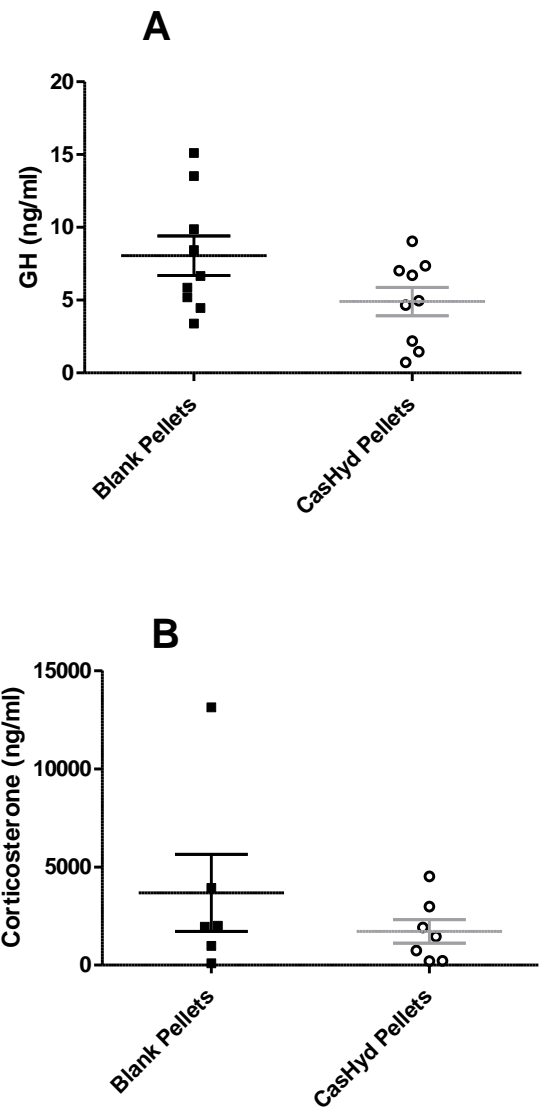 A
20
15
10
5
0
GH (ng/ml)
Blank Pellets
CasHyd Pellets
B
15000
10000
5000
0
Corticosterone (ng/ml)
Blank Pellets
CasHyd Pellets